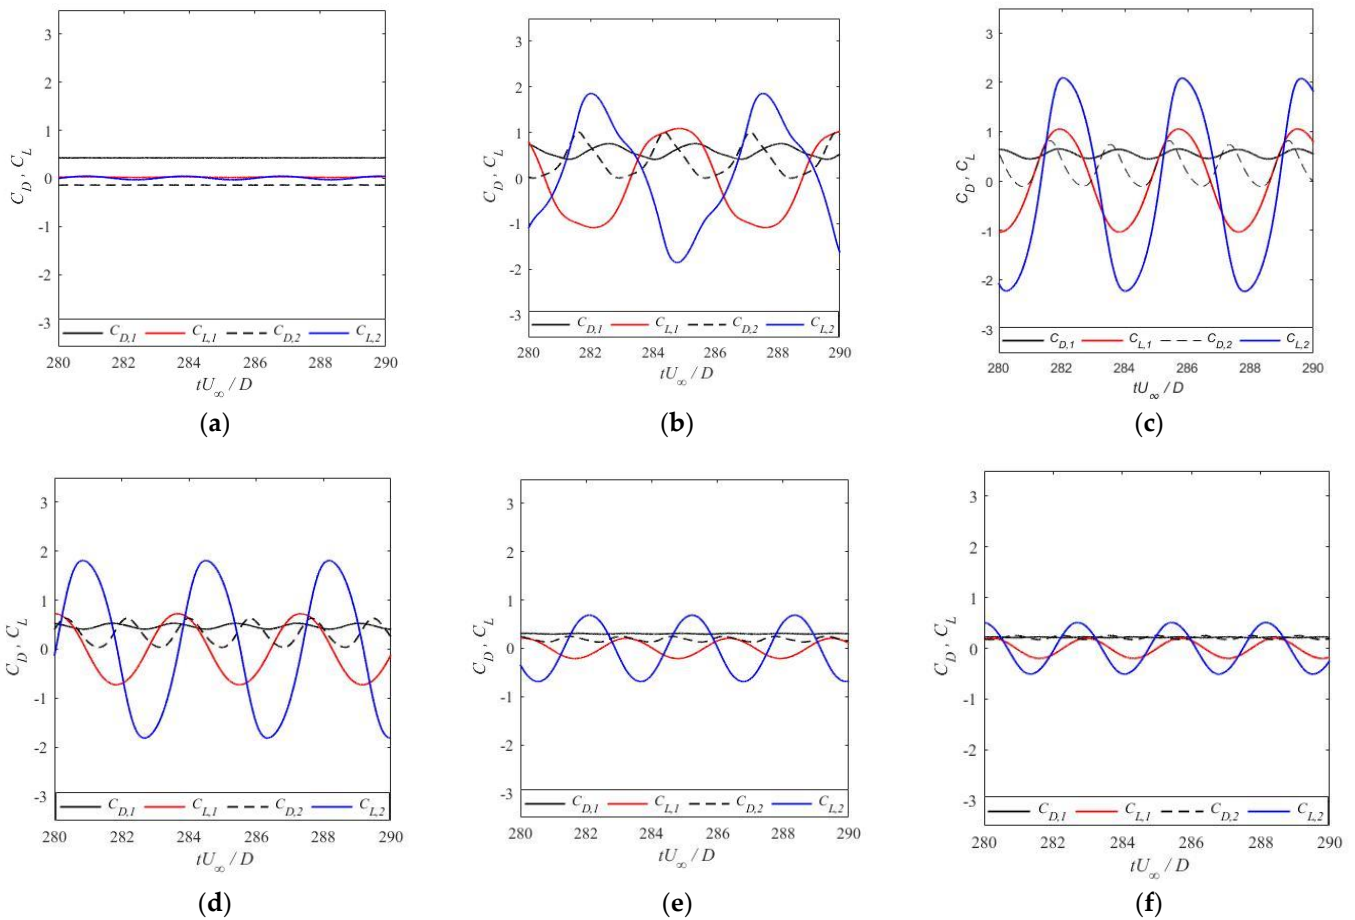 3
2
1
0
-1
-2
-3
C_D, C_L
C_{D,1} C_{L,1} C_{D,2} C_{L,2}
280 282 284 286 288 290
tU_∞ / D
(a)
3
2
1
0
-1
-2
-3
C_D, C_L
C_{D,1} C_{L,1} C_{D,2} C_{L,2}
280 282 284 286 288 290
tU_∞ / D
(b)
3
2
1
0
-1
-2
-3
C_D, C_L
C_{D,1} C_{L,1} C_{D,2} C_{L,2}
280 282 284 286 288 290
tU_∞ / D
(c)
3
2
1
0
-1
-2
-3
C_D, C_L
C_{D,1} C_{L,1} C_{D,2} C_{L,2}
280 282 284 286 288 290
tU_∞ / D
(d)
3
2
1
0
-1
-2
-3
C_D, C_L
C_{D,1} C_{L,1} C_{D,2} C_{L,2}
280 282 284 286 288 290
tU_∞ / D
(e)
3
2
1
0
-1
-2
-3
C_D, C_L
C_{D,1} C_{L,1} C_{D,2} C_{L,2}
280 282 284 286 288 290
tU_∞ / D
(f)